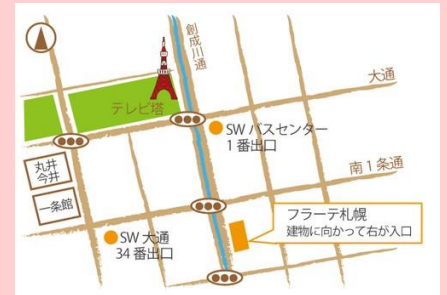 創成川通
大通
テレビ塔
SW バスセンター
1 番出口
丸井
今井
南1条通
一条館
フラーテ札幌
建物に向かって右が入口
SW 大通
34 番出口